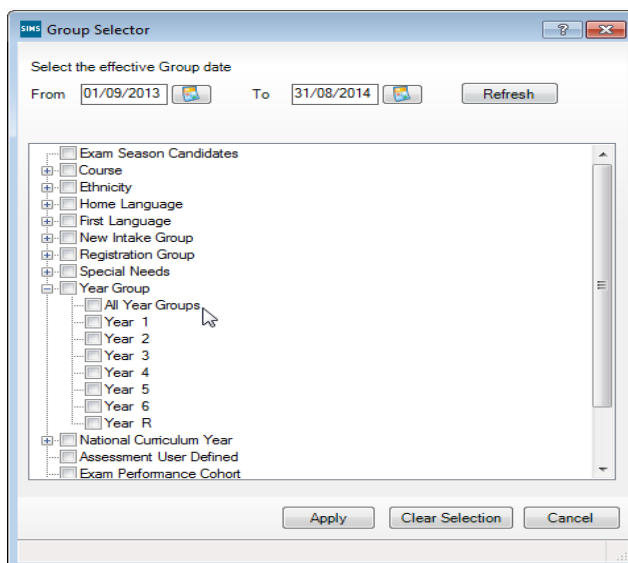 SIMS Group Selector
Select the effective Group date
From 01/09/2013 To 31/08/2014 Refresh
Exam Season Candidates
Course
Ethnicity
Home Language
First Language
New Intake Group
Registration Group
Special Needs
Year Group
All Year Groups
Year 1
Year 2
Year 3
Year 4
Year 5
Year 6
Year R
National Curriculum Year
Assessment User Defined
Exam Performance Cohort
Apply Clear Selection Cancel